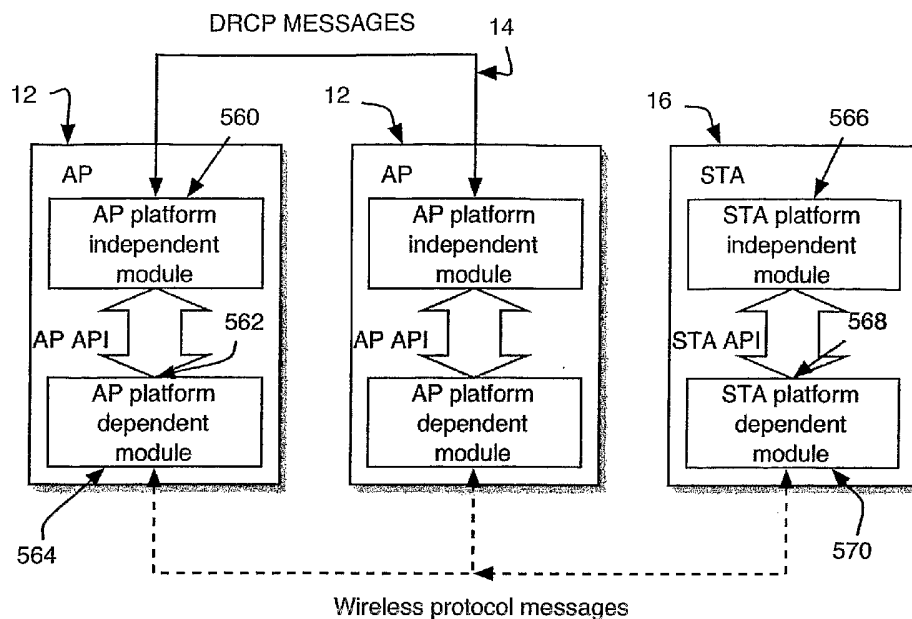 DRCP MESSAGES
14
12
560
12
16
566
AP
AP
STA
AP platform
independent
module
AP platform
independent
module
STA platform
independent
module
AP API
562
AP API
STA API
568
AP platform
dependent
module
AP platform
dependent
module
STA platform
dependent
module
564
570
Wireless protocol messages